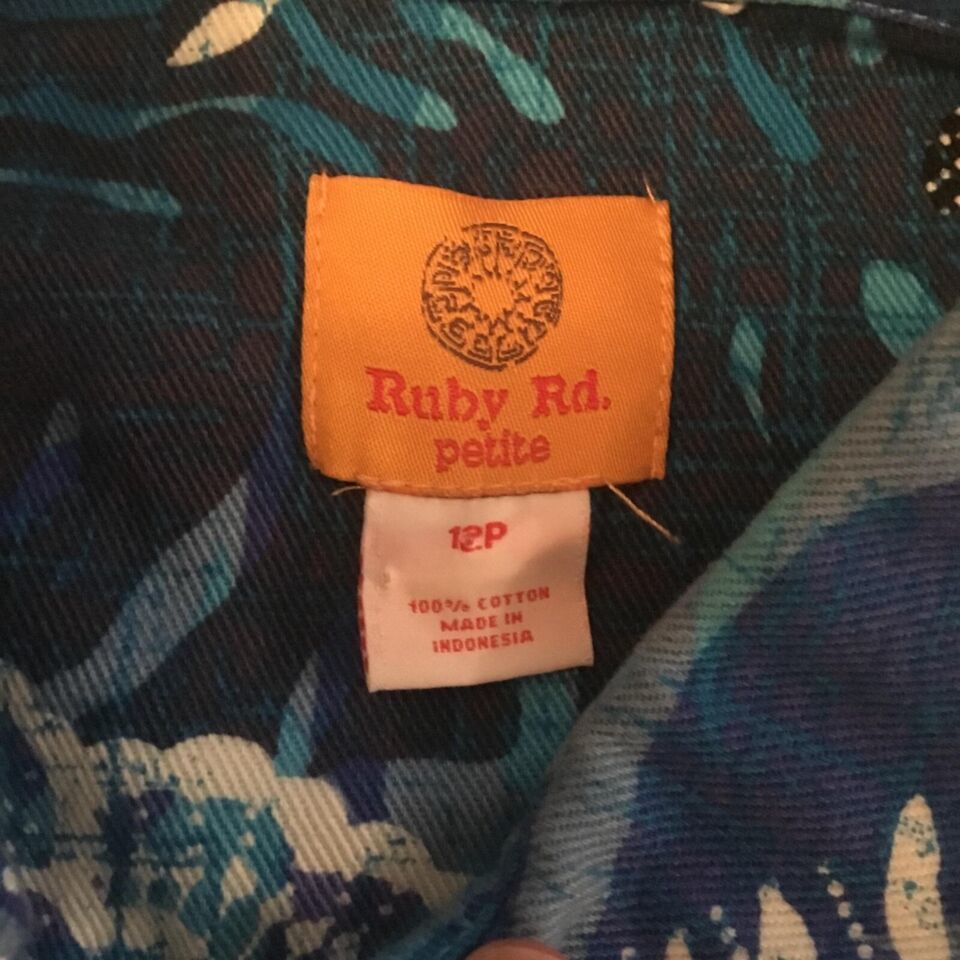 Ruby Rd.
petite
12P
100% COTTON
MADE IN
INDONESIA